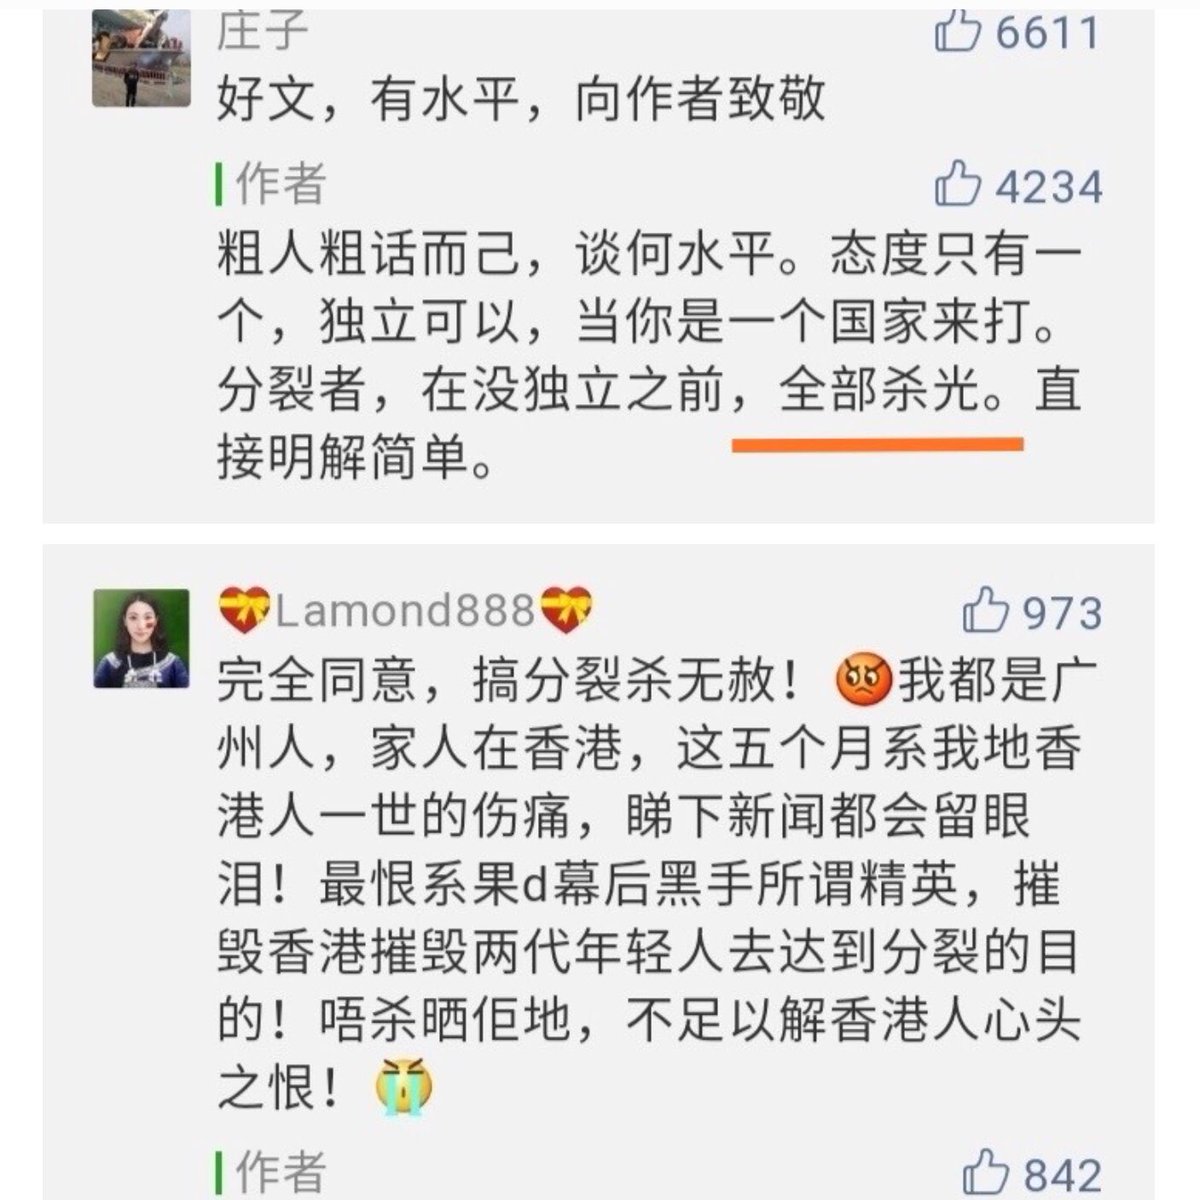 庄子
6611
好文，有水平，向作者致敬
作者
4234
粗人粗话而己，谈何水平。态度只有一
个，独立可以，当你是一个国家来打。
分裂者，在没独立之前，全部杀光。直
接明解简单。
💝Lamond888💝
973
完全同意，搞分裂杀无赦！😡我都是广
州人，家人在香港，这五个月系我地香
港人一世的伤痛，睇下新闻都会留眼
泪！最恨系果d幕后黑手所谓精英，摧
毁香港摧毁两代年轻人去达到分裂的目
的！唔杀晒佢地，不足以解香港人心头
之恨！😭
作者
842